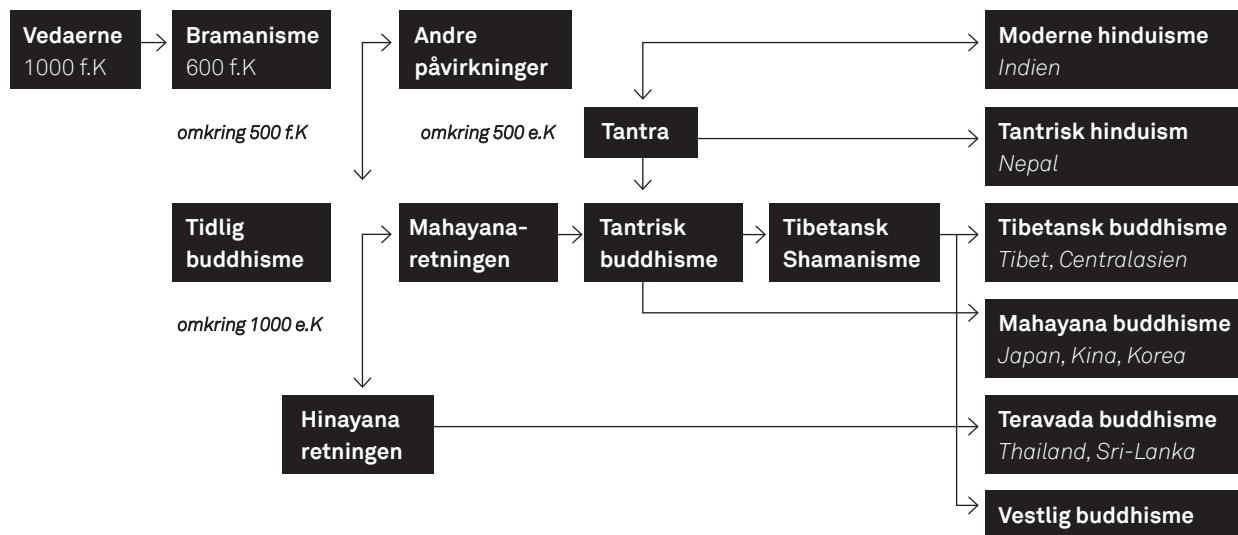 Vedaerne
1000 f.K
Bramanisme
600 f.K
Andre
påvirkninger
Moderne hinduisme
Indien
omkring 500 f.K
omkring 500 e.K
Tantra
Tantrisk hinduism
Nepal
Tidlig
buddhisme
Mahayana-
retningen
Tantrisk
buddhisme
Tibetansk
Shamanisme
Tibetansk buddhisme
Tibet, Centralasien
omkring 1000 e.K
Mahayana buddhisme
Japan, Kina, Korea
Hinayana
retningen
Teravada buddhisme
Thailand, Sri-Lanka
Vestlig buddhisme